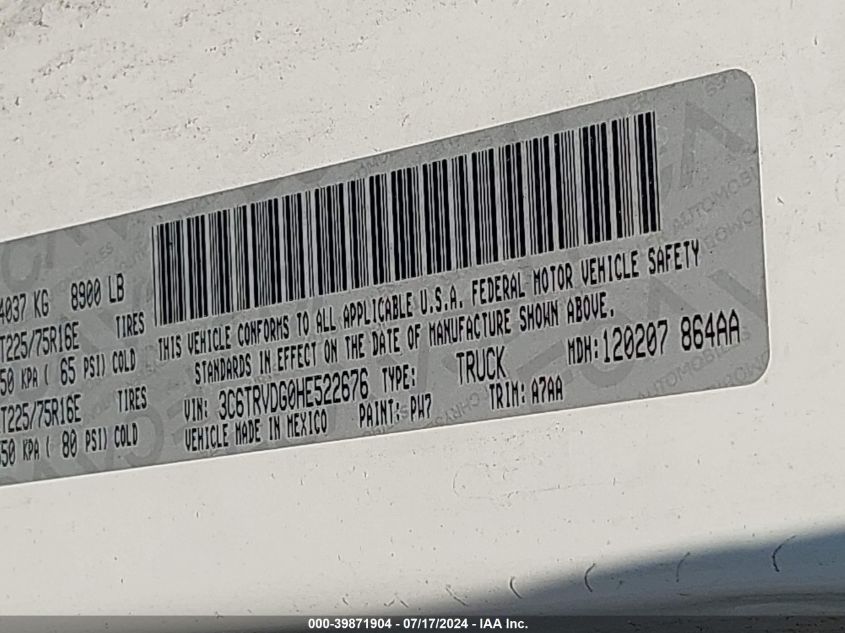 4037 KG 8900 LB
T225/75R16E TIRES
50 KPA ( 65 PSI) COLD
T225/75R16E TIRES
50 KPA ( 80 PSI) COLD
THIS VEHICLE CONFORMS TO ALL APPLICABLE U.S.A. FEDERAL MOTOR VEHICLE SAFETY
STANDARDS IN EFFECT ON THE DATE OF MANUFACTURE SHOWN ABOVE.
VIN: 3C6TRVDG0HE522676 TYPE: TRUCK MDH: 120207 864AA
VEHICLE MADE IN MEXICO PAINT: PW7 TRIM: A7AA
000-39871904 - 07/17/2024 - IAA Inc.